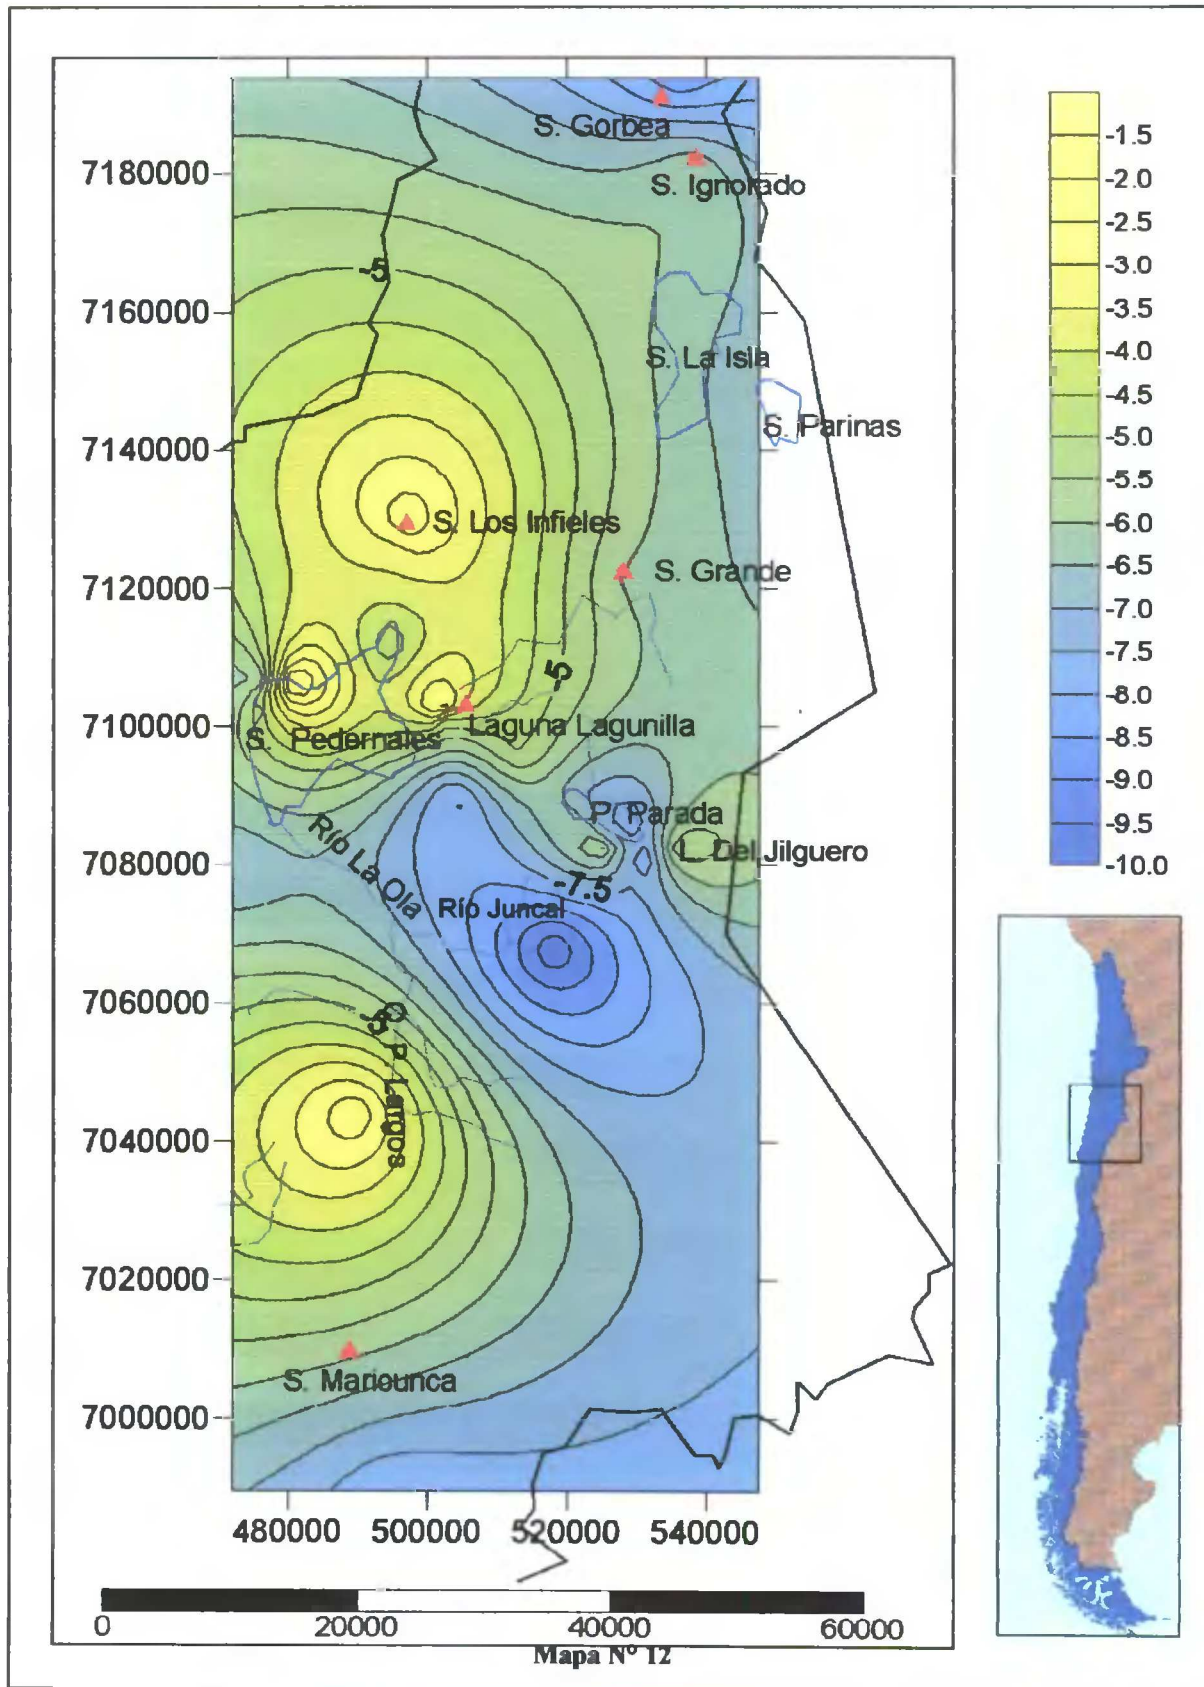 S. Gorbea
7180000
S. Ignorado
-5
7160000
S. La Isla
S. Parinas
7140000
S. Los Infieles
S. Grande
7120000
-5
7100000
S. Pedernales
Laguna Lagunilla
P. Parada
Río La Ola
L. Del Jilguero
7080000
-7.5
Río Juncal
7060000
-5
Q. P. Largos
7040000
7020000
S. Maricunca
7000000
480000 500000 520000 540000
0 20000 40000 60000
Mapa N° 12
-1.5
-2.0
-2.5
-3.0
-3.5
-4.0
-4.5
-5.0
-5.5
-6.0
-6.5
-7.0
-7.5
-8.0
-8.5
-9.0
-9.5
-10.0